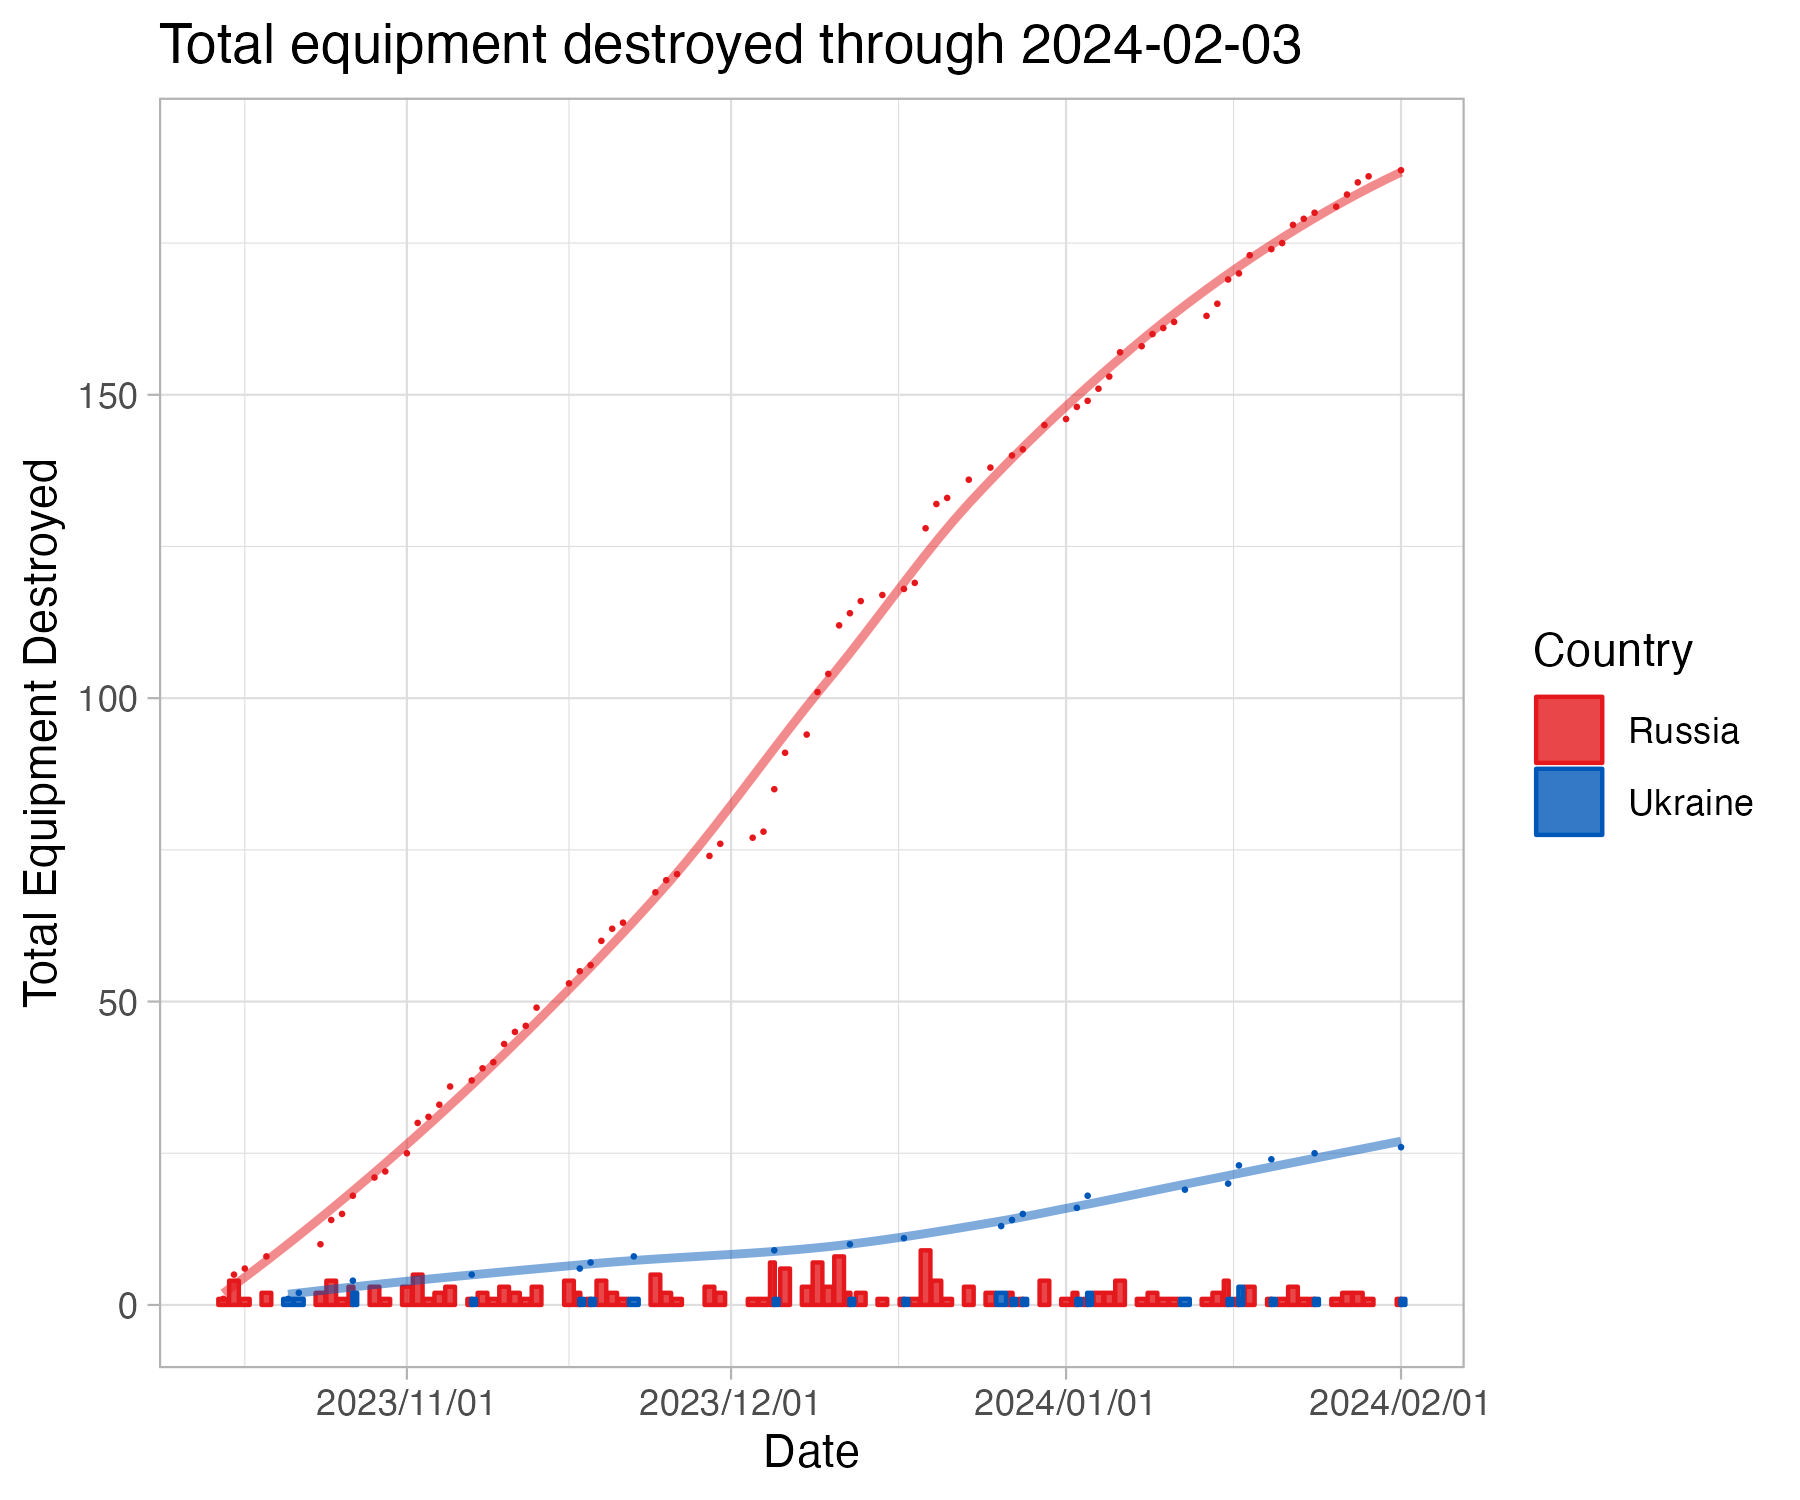 Total equipment destroyed through 2024-02-03
Total Equipment Destroyed
150
100
50
0
2023/11/01
2023/12/01
2024/01/01
2024/02/01
Date
Country
Russia
Ukraine